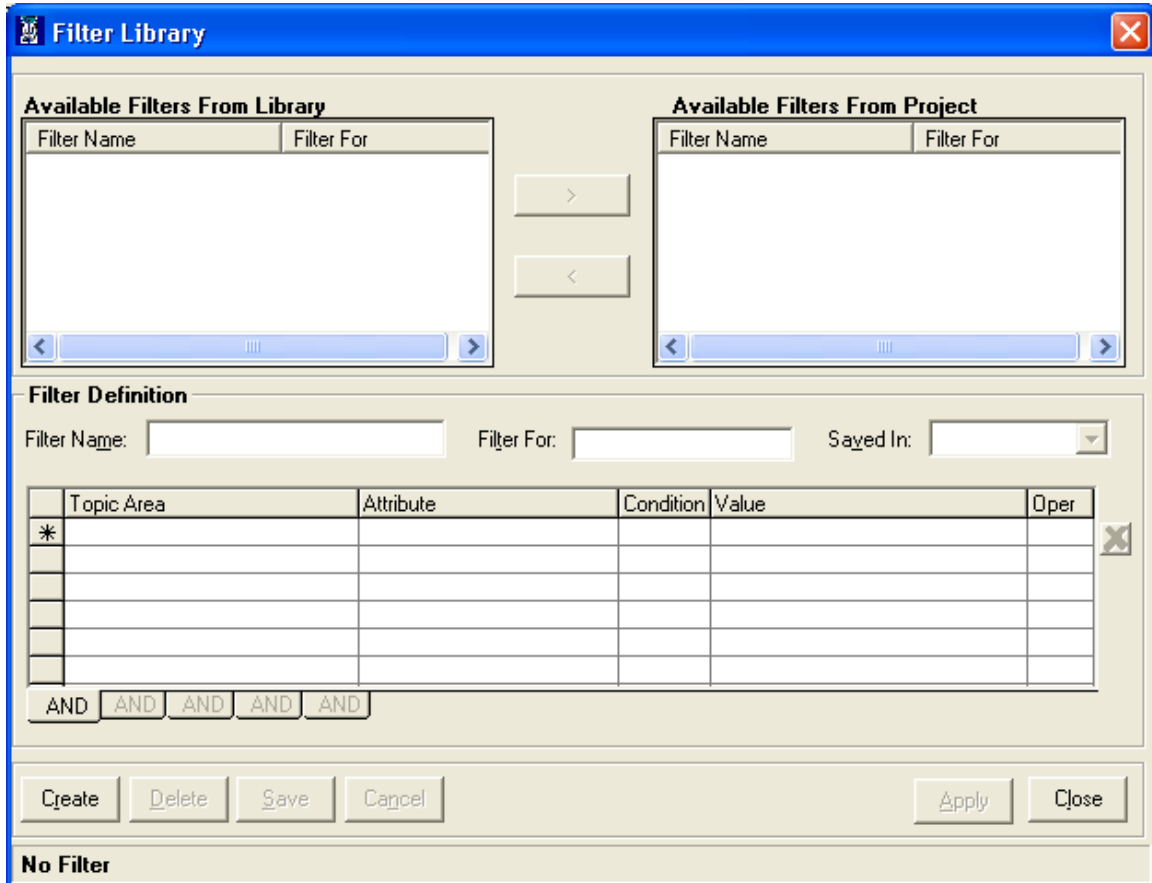 Filter Library
Available Filters From Library
Available Filters From Project
Filter Name Filter For
Filter Name Filter For
>
<
Filter Definition
Filter Name: Filter For: Saved In:
Topic Area Attribute Condition Value Oper
*
AND AND AND AND AND
Create Delete Save Cancel Apply Close
No Filter